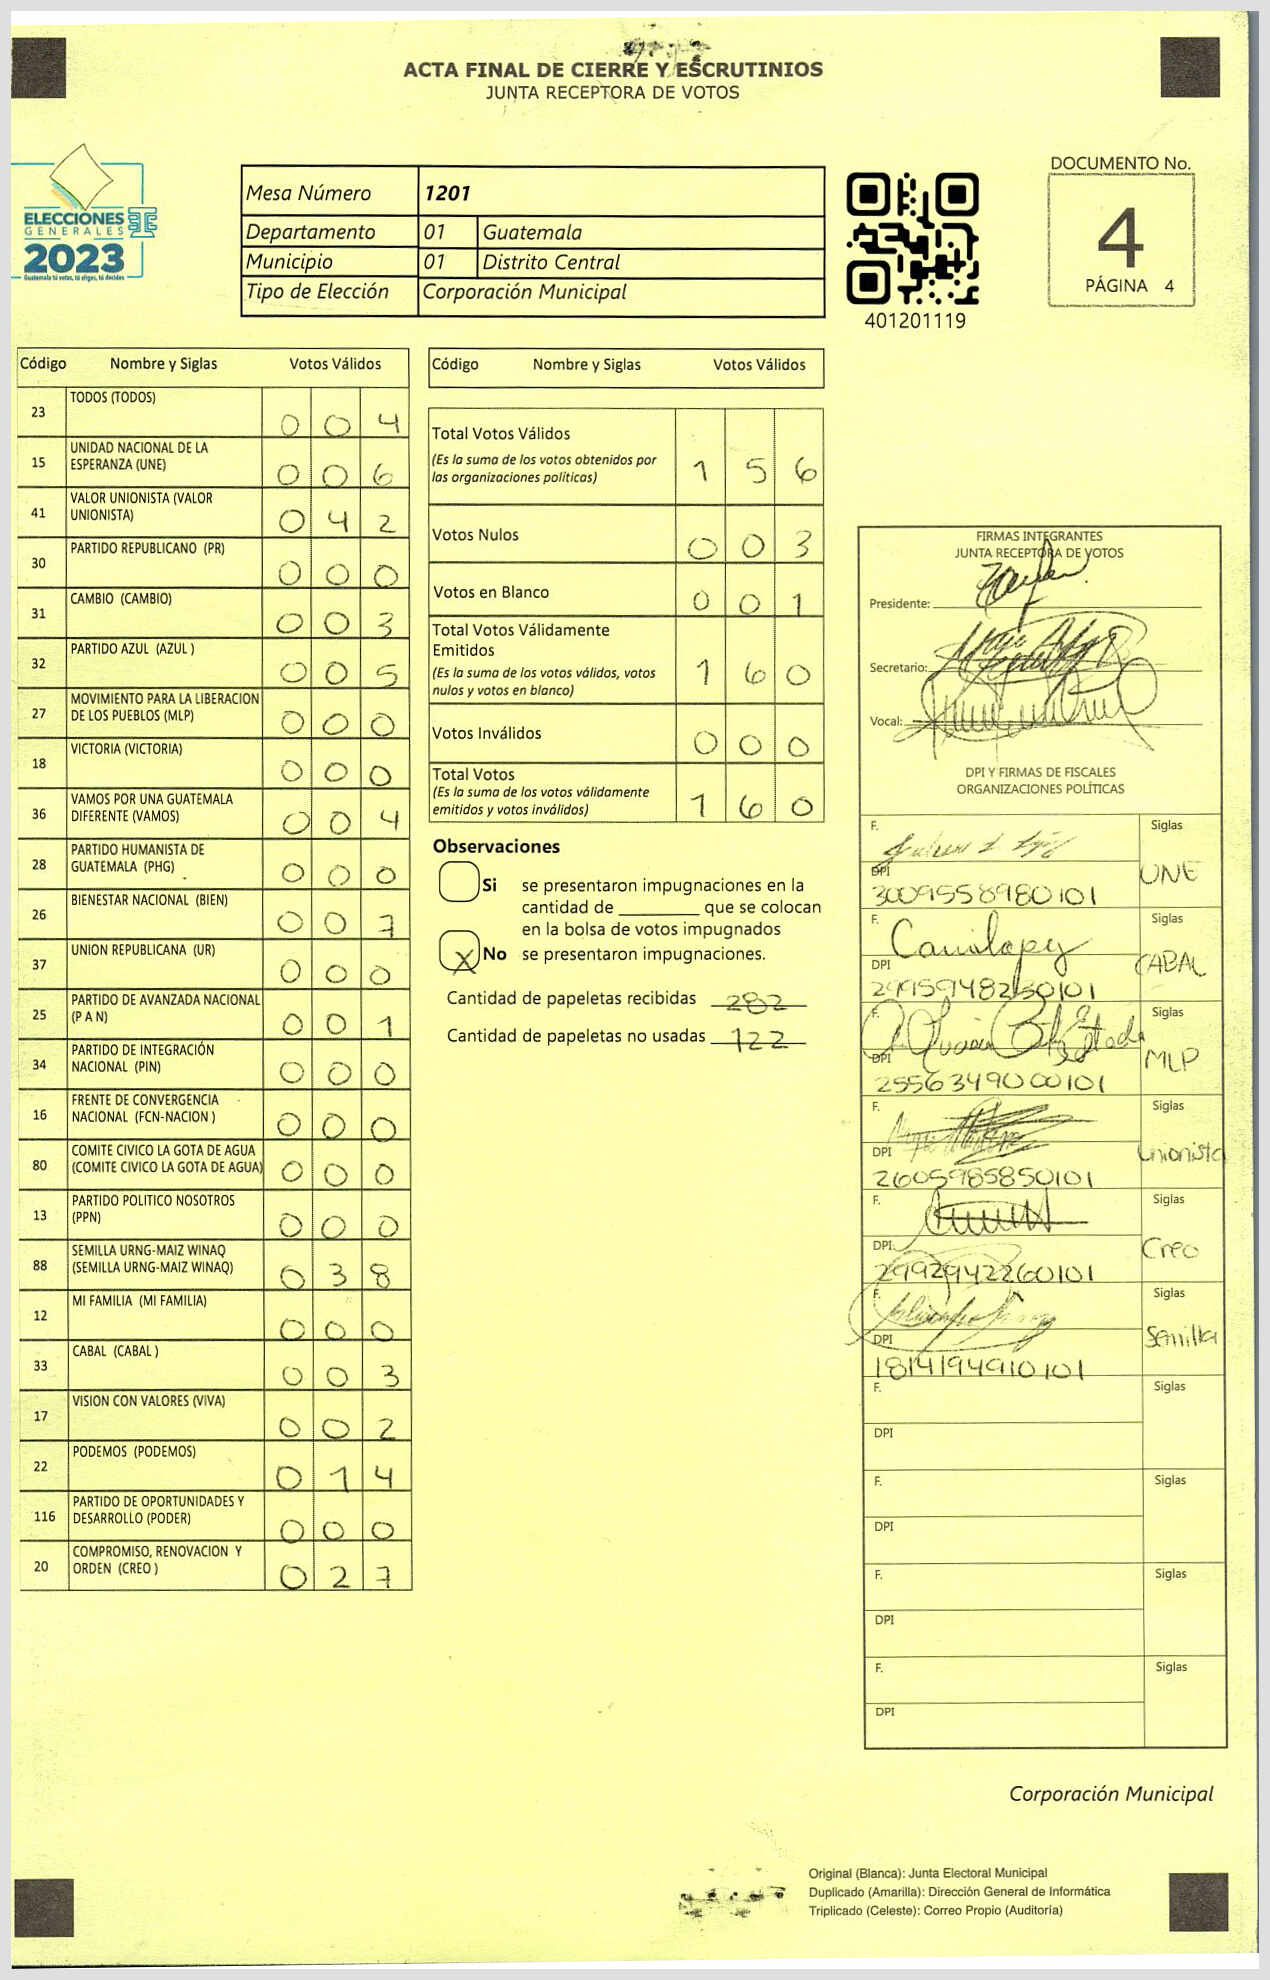 ACTA FINAL DE CIERRE Y ESCRUTINIOS
JUNTA RECEPTORA DE VOTOS
ELECCIONES
GENERALES
2023
Guatemala tú votas, tú eliges, tú decides
Mesa Número 1201
Departamento 01 Guatemala
Municipio 01 Distrito Central
Tipo de Elección Corporación Municipal
401201119
DOCUMENTO No.
4
PÁGINA 4
Código Nombre y Siglas Votos Válidos
23 TODOS (TODOS) 0 0 4
15 UNIDAD NACIONAL DE LA
ESPERANZA (UNE) 0 0 6
41 VALOR UNIONISTA (VALOR
UNIONISTA) 0 4 2
30 PARTIDO REPUBLICANO (PR) 0 0 0
31 CAMBIO (CAMBIO) 0 0 3
32 PARTIDO AZUL (AZUL ) 0 0 5
27 MOVIMIENTO PARA LA LIBERACION
DE LOS PUEBLOS (MLP) 0 0 0
18 VICTORIA (VICTORIA) 0 0 0
36 VAMOS POR UNA GUATEMALA
DIFERENTE (VAMOS) 0 0 4
28 PARTIDO HUMANISTA DE
GUATEMALA (PHG) 0 0 0
26 BIENESTAR NACIONAL (BIEN) 0 0 7
37 UNION REPUBLICANA (UR) 0 0 0
25 PARTIDO DE AVANZADA NACIONAL
(P A N) 0 0 1
34 PARTIDO DE INTEGRACIÓN
NACIONAL (PIN) 0 0 0
16 FRENTE DE CONVERGENCIA
NACIONAL (FCN-NACION ) 0 0 0
80 COMITE CIVICO LA GOTA DE AGUA
(COMITE CIVICO LA GOTA DE AGUA) 0 0 0
13 PARTIDO POLITICO NOSOTROS
(PPN) 0 0 0
88 SEMILLA URNG-MAIZ WINAQ
(SEMILLA URNG-MAIZ WINAQ) 0 3 8
12 MI FAMILIA (MI FAMILIA) 0 0 0
33 CABAL (CABAL ) 0 0 3
17 VISION CON VALORES (VIVA) 0 0 2
22 PODEMOS (PODEMOS) 0 1 4
116 PARTIDO DE OPORTUNIDADES Y
DESARROLLO (PODER) 0 0 0
20 COMPROMISO, RENOVACION Y
ORDEN (CREO ) 0 2 7
Código Nombre y Siglas Votos Válidos
Total Votos Válidos
(Es la suma de los votos obtenidos por
las organizaciones políticas) 1 5 6
Votos Nulos 0 0 3
Votos en Blanco 0 0 1
Total Votos Válidamente
Emitidos
(Es la suma de los votos válidos, votos
nulos y votos en blanco) 1 6 0
Votos Inválidos 0 0 0
Total Votos
(Es la suma de los votos válidamente
emitidos y votos inválidos) 1 6 0
Observaciones
Si se presentaron impugnaciones en la
cantidad de ________ que se colocan
en la bolsa de votos impugnados
X No se presentaron impugnaciones.
Cantidad de papeletas recibidas 282
Cantidad de papeletas no usadas 122
FIRMAS INTEGRANTES
JUNTA RECEPTORA DE VOTOS
Presidente:
Secretario:
Vocal:
DPI Y FIRMAS DE FISCALES
ORGANIZACIONES POLÍTICAS
F. Siglas
DPI UNE
3009558980101
F. Siglas
DPI CABAL
2995948250101
F. Siglas
DPI MLP
2556349000101
F. Siglas
DPI Unionista
2605985850101
F. Siglas
DPI Creo
2992942260101
F. Siglas
DPI Semilla
1814194910101
F. Siglas
DPI
F. Siglas
DPI
F. Siglas
DPI
F. Siglas
DPI
Corporación Municipal
Original (Blanca): Junta Electoral Municipal
Duplicado (Amarilla): Dirección General de Informática
Triplicado (Celeste): Correo Propio (Auditoría)